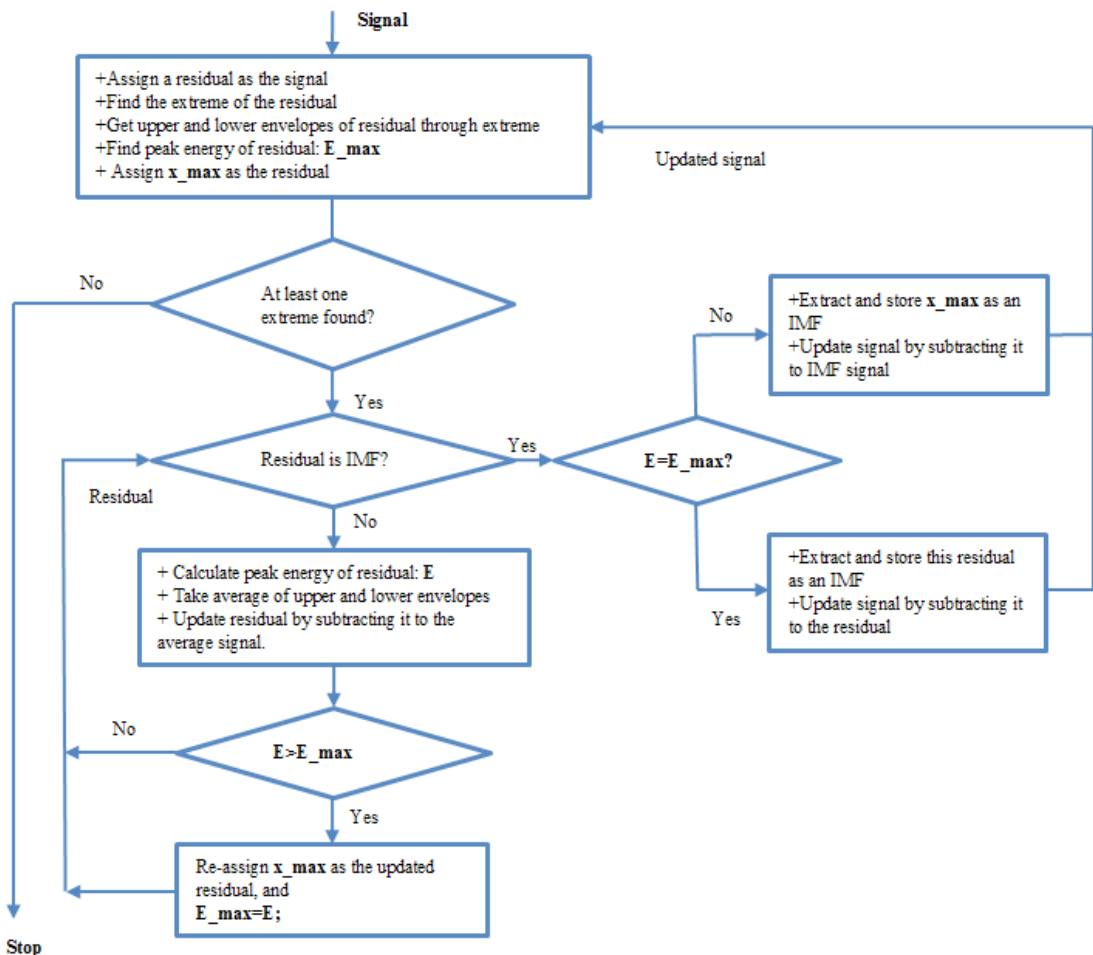 Signal
+Assign a residual as the signal
+Find the extreme of the residual
+Get upper and lower envelopes of residual through extreme
+Find peak energy of residual: E_max
+ Assign x_max as the residual
Updated signal
No
At least one
extreme found?
Yes
No
+Extract and store x_max as an
IMF
+Update signal by subtracting it
to IMF signal
Residual is IMF?
Yes
E=E_max?
Residual
No
+ Calculate peak energy of residual: E
+ Take average of upper and lower envelopes
+ Update residual by subtracting it to the
average signal.
Yes
+Extract and store this residual
as an IMF
+Update signal by subtracting it
to the residual
No
E>E_max
Yes
Re-assign x_max as the updated
residual, and
E_max=E;
Stop